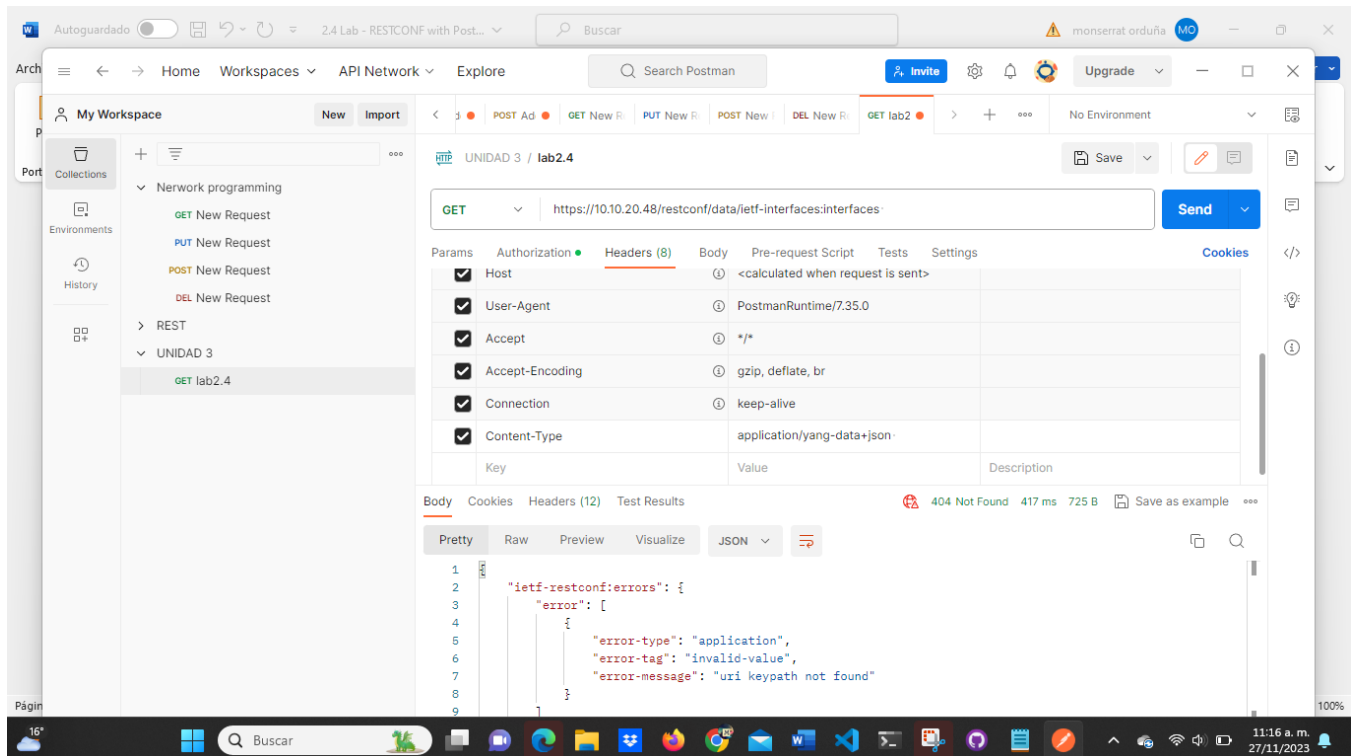 Autoguardado
2.4 Lab - RESTCONF with Post...
Buscar
monserrat orduña MO
Arch
Home Workspaces API Network Explore
Search Postman
Invite
Upgrade
My Workspace
New Import
POST Ad
GET New R
PUT New R
POST New
DEL New R
GET lab2
No Environment
Port
Collections
Environments
History
Nerwork programming
GET New Request
PUT New Request
POST New Request
DEL New Request
REST
UNIDAD 3
GET lab2.4
HTTP UNIDAD 3 / lab2.4
Save
GET https://10.10.20.48/restconf/data/ietf-interfaces:interfaces
Send
Params Authorization Headers (8) Body Pre-request Script Tests Settings Cookies
Host <calculated when request is sent>
User-Agent PostmanRuntime/7.35.0
Accept */*
Accept-Encoding gzip, deflate, br
Connection keep-alive
Content-Type application/yang-data+json
Key Value Description
Body Cookies Headers (12) Test Results 404 Not Found 417 ms 725 B Save as example
Pretty Raw Preview Visualize JSON
1 {
2 "ietf-restconf:errors": {
3 "error": [
4 {
5 "error-type": "application",
6 "error-tag": "invalid-value",
7 "error-message": "uri keypath not found"
8 }
9 ]
Págin
100%
16°
Buscar
11:16 a. m.
27/11/2023